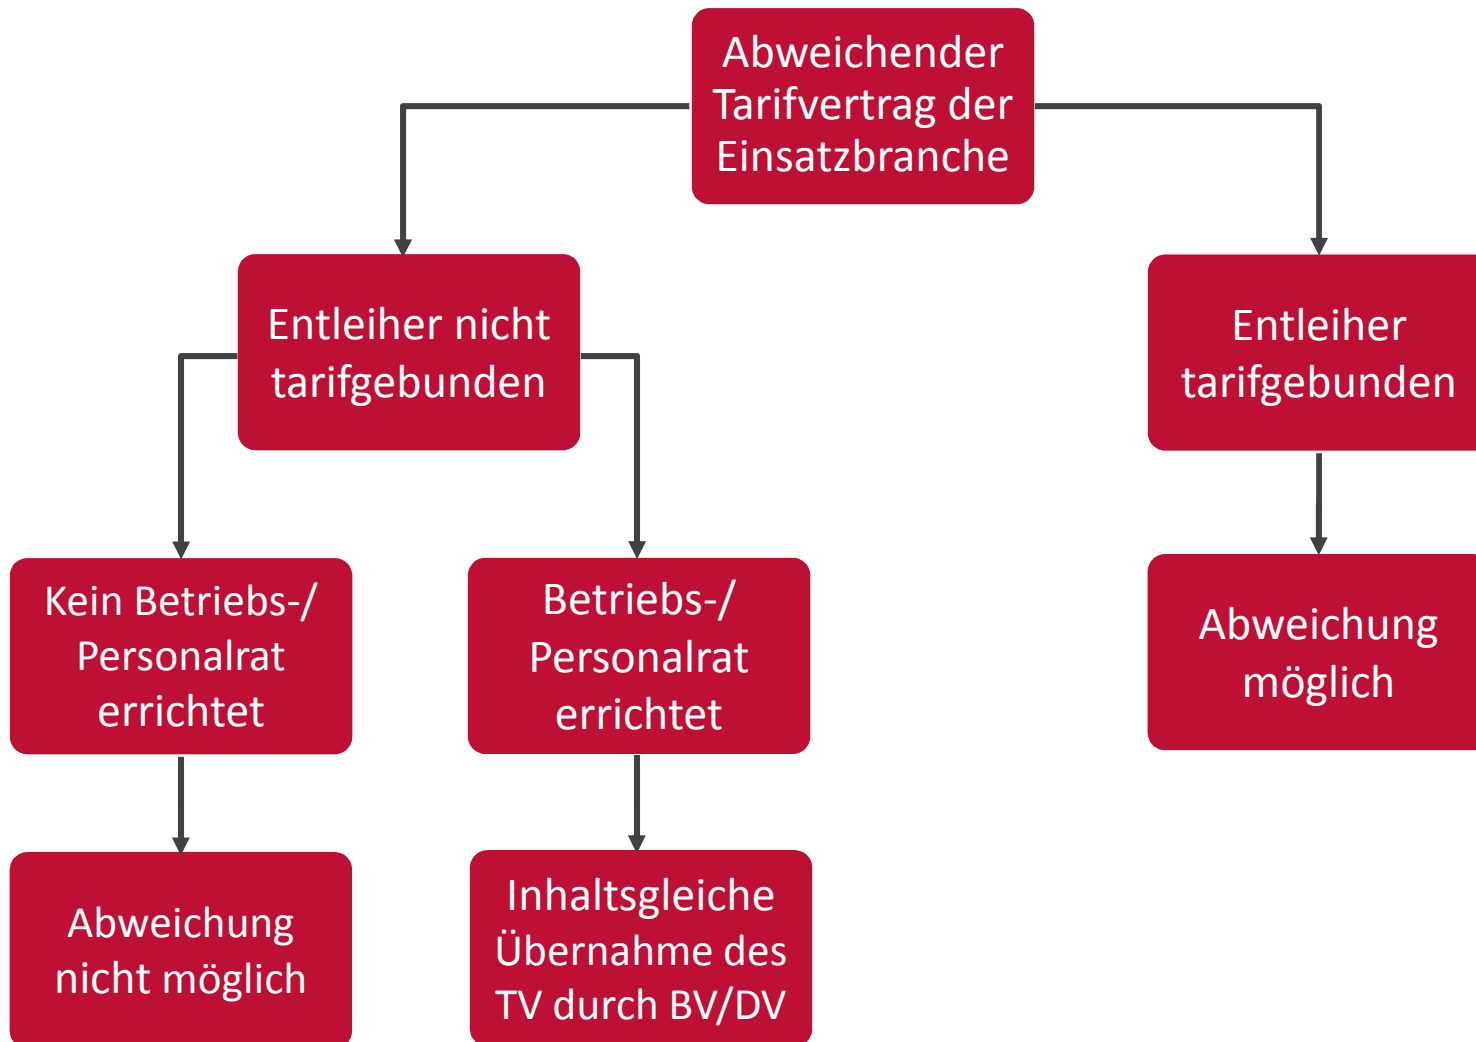 Abweichender
Tarifvertrag der
Einsatzbranche
Entleiher nicht
tarifgebunden
Entleiher
tarifgebunden
Kein Betriebs-/
Personalrat
errichtet
Betriebs-/
Personalrat
errichtet
Abweichung
möglich
Abweichung
nicht möglich
Inhaltsgleiche
Übernahme des
TV durch BV/DV